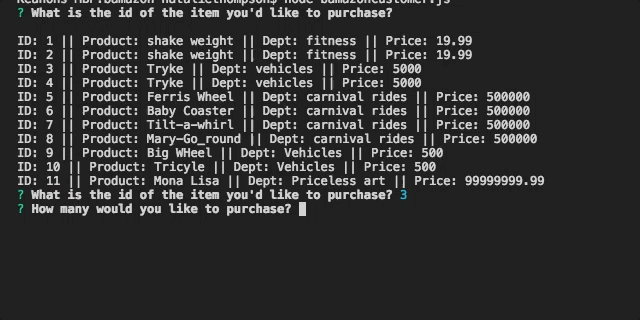 ? What is the id of the item you'd like to purchase?
ID: 1 || Product: shake weight || Dept: fitness || Price: 19.99
ID: 2 || Product: shake weight || Dept: fitness || Price: 19.99
ID: 3 || Product: Tryke || Dept: vehicles || Price: 5000
ID: 4 || Product: Tryke || Dept: vehicles || Price: 5000
ID: 5 || Product: Ferris Wheel || Dept: carnival rides || Price: 500000
ID: 6 || Product: Baby Coaster || Dept: carnival rides || Price: 500000
ID: 7 || Product: Tilt-a-whirl || Dept: carnival rides || Price: 500000
ID: 8 || Product: Mary-Go_round || Dept: carnival rides || Price: 500000
ID: 9 || Product: Big WHeel || Dept: Vehicles || Price: 500
ID: 10 || Product: Tricyle || Dept: Vehicles || Price: 500
ID: 11 || Product: Mona Lisa || Dept: Priceless art || Price: 99999999.99
? What is the id of the item you'd like to purchase? 3
? How many would you like to purchase?